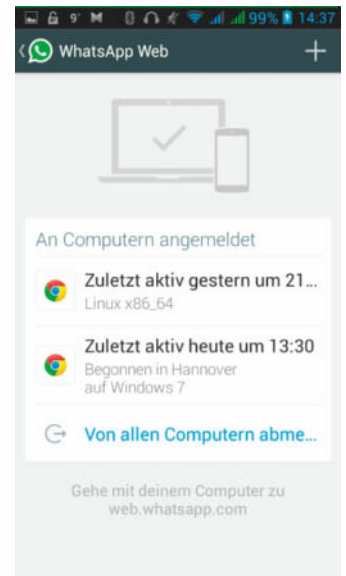 99% 14:37
WhatsApp Web
An Computern angemeldet
Zuletzt aktiv gestern um 21...
Linux x86_64
Zuletzt aktiv heute um 13:30
Begonnen in Hannover
auf Windows 7
Von allen Computern abme...
Gehe mit deinem Computer zu
web.whatsapp.com